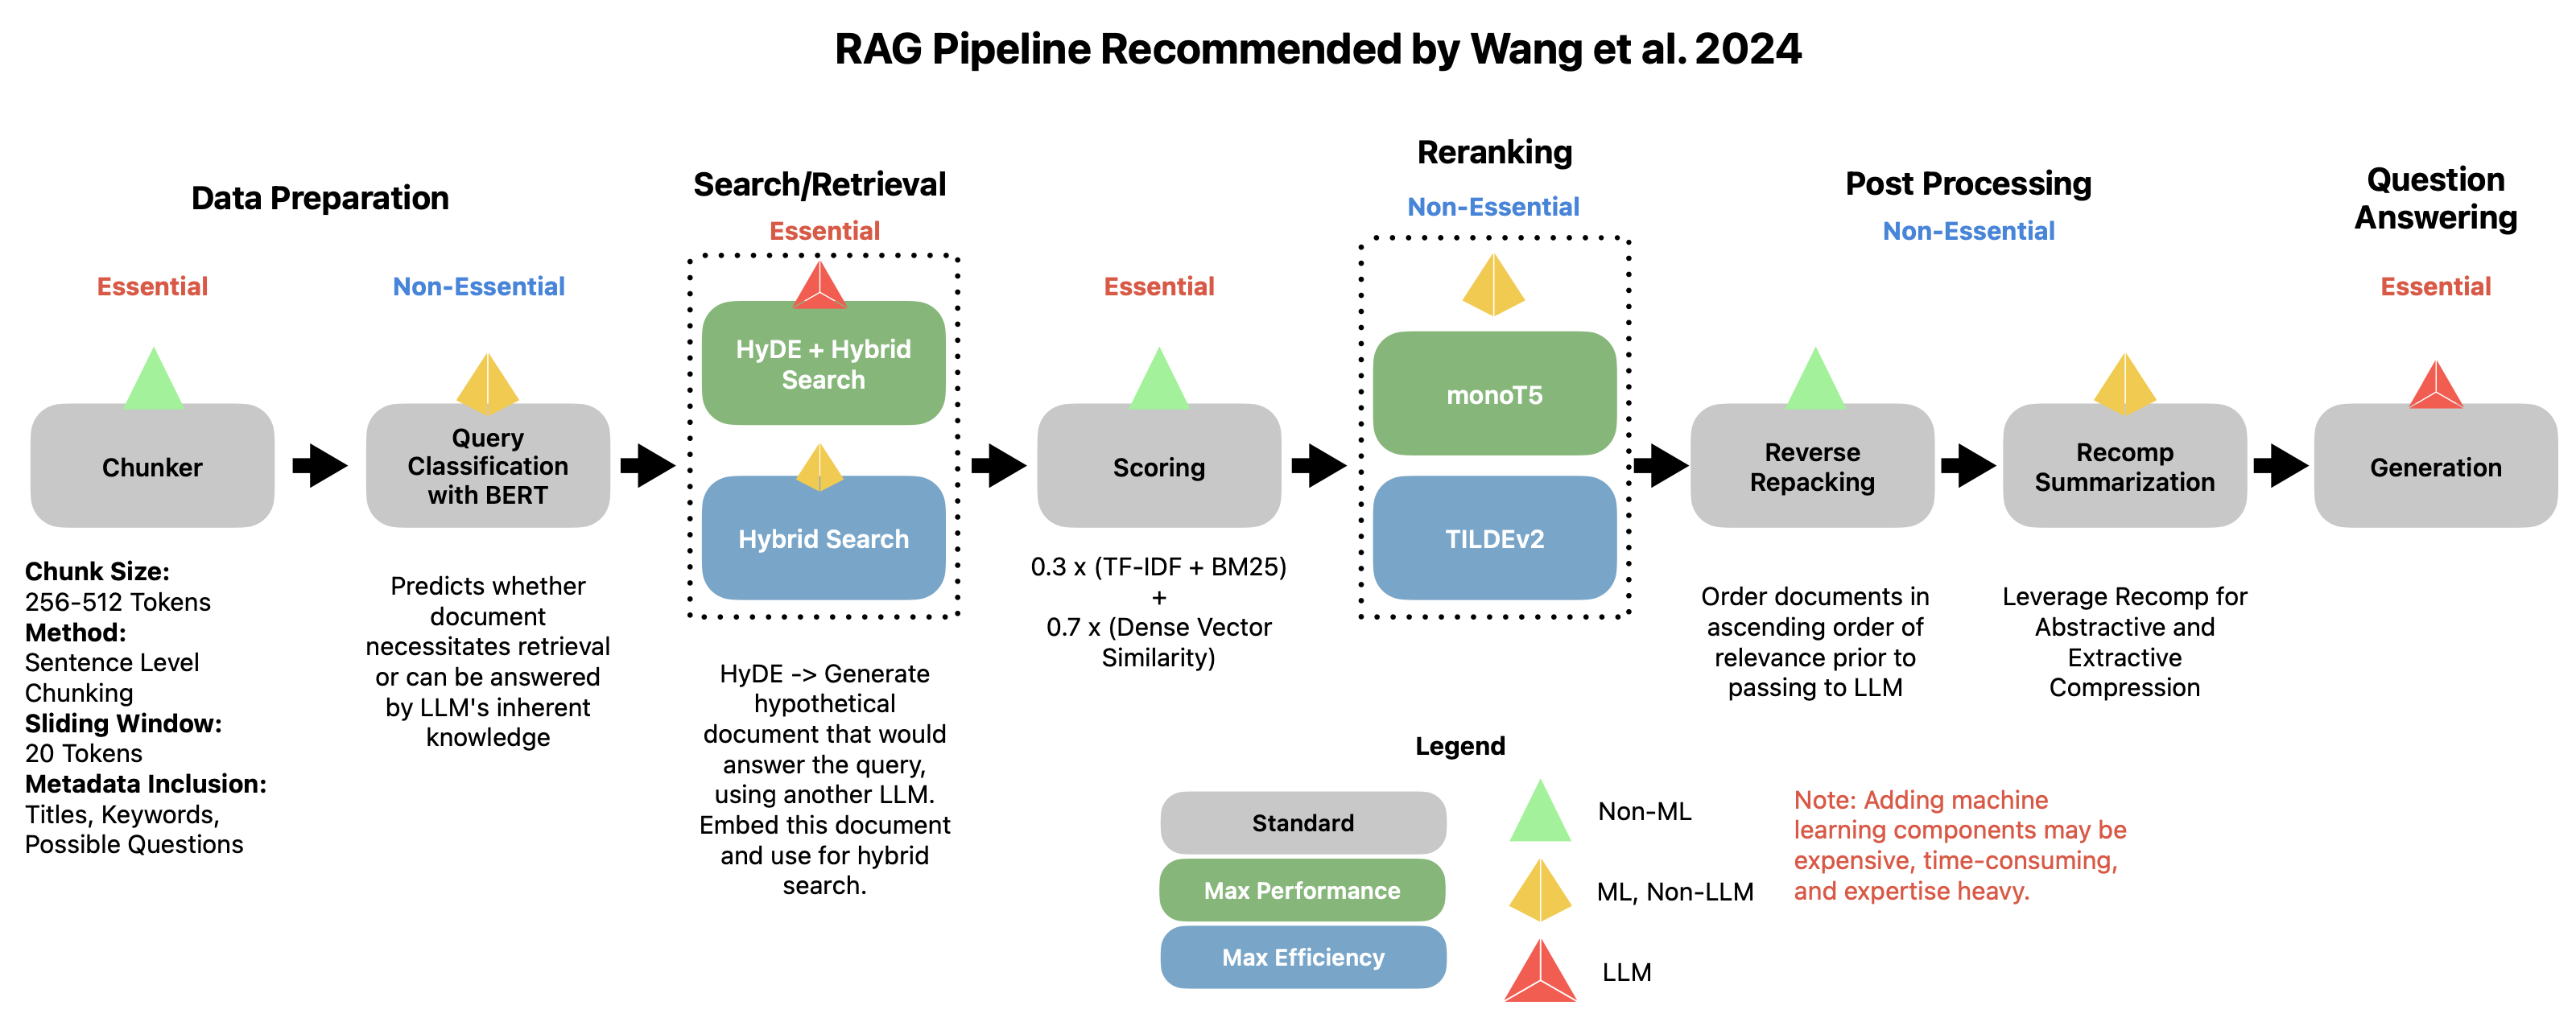 RAG Pipeline Recommended by Wang et al. 2024
Data Preparation
Essential
Chunker
Chunk Size:
256-512 Tokens
Method:
Sentence Level
Chunking
Sliding Window:
20 Tokens
Metadata Inclusion:
Titles, Keywords,
Possible Questions
Non-Essential
Query
Classification
with BERT
Predicts whether
document
necessitates retrieval
or can be answered
by LLM's inherent
knowledge
Search/Retrieval
Essential
HyDE + Hybrid
Search
Hybrid Search
HyDE -> Generate
hypothetical
document that would
answer the query,
using another LLM.
Embed this document
and use for hybrid
search.
Essential
Scoring
0.3 x (TF-IDF + BM25)
+
0.7 x (Dense Vector
Similarity)
Reranking
Non-Essential
monoT5
TILDEv2
Post Processing
Non-Essential
Reverse
Repacking
Order documents in
ascending order of
relevance prior to
passing to LLM
Recomp
Summarization
Leverage Recomp for
Abstractive and
Extractive
Compression
Question
Answering
Essential
Generation
Legend
Standard
Max Performance
Max Efficiency
Non-ML
ML, Non-LLM
LLM
Note: Adding machine
learning components may be
expensive, time-consuming,
and expertise heavy.